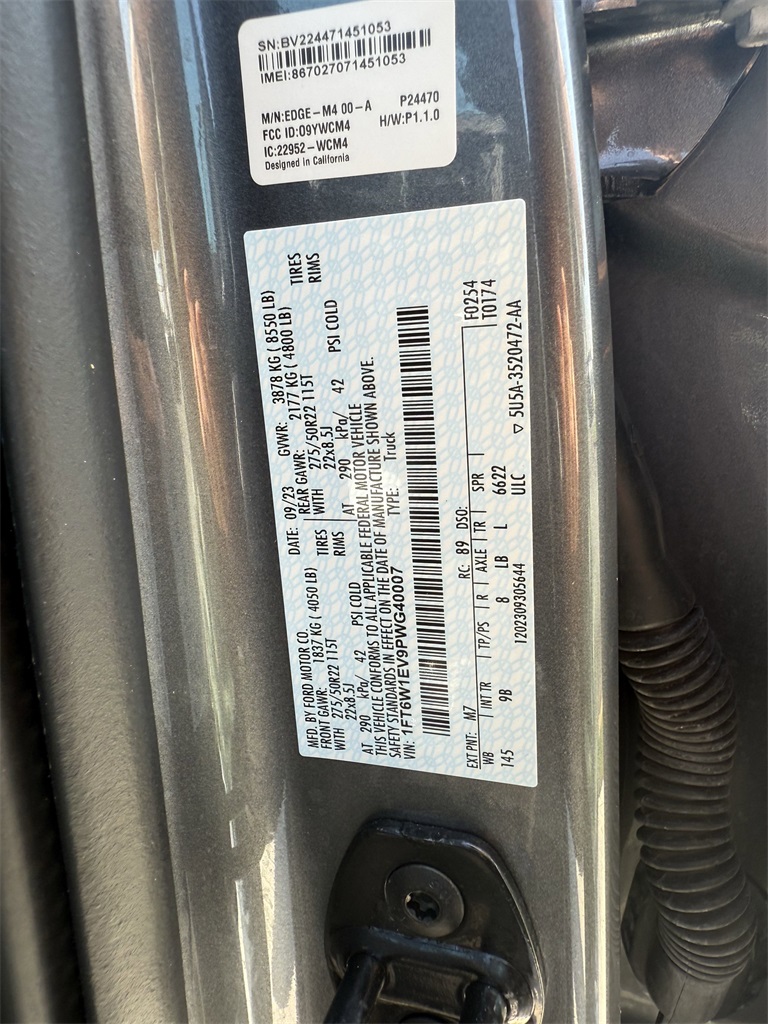 SN:BV224471451053
IMEI:867027071451053
M/N:EDGE-M4 00-A P24470
FCC ID:O9YWCM4 H/W:P1.1.0
IC:22952-WCM4
Designed in California
MFD. BY FORD MOTOR CO. DATE: 09/23 GVWR: 3878 KG ( 8550 LB)
FRONT GAWR: 1837 KG ( 4050 LB) REAR GAWR: 2177 KG ( 4800 LB)
WITH 275/50R22 115T TIRES WITH 275/50R22 115T TIRES
22x8.5J RIMS 22x8.5J RIMS
AT 290 kPa/ 42 PSI COLD AT 290 kPa/ 42 PSI COLD
THIS VEHICLE CONFORMS TO ALL APPLICABLE FEDERAL MOTOR VEHICLE
SAFETY STANDARDS IN EFFECT ON THE DATE OF MANUFACTURE SHOWN ABOVE.
VIN: 1FT6W1EV9PWG40007 TYPE: Truck
EXT PNT: M7 RC: 89 DSO: F0254
WB INT TR TP/PS R AXLE TR SPR T0174
145 9B 8 LB L 6622
ULC
1202309305644 ▽ 5U5A-3520472-AA